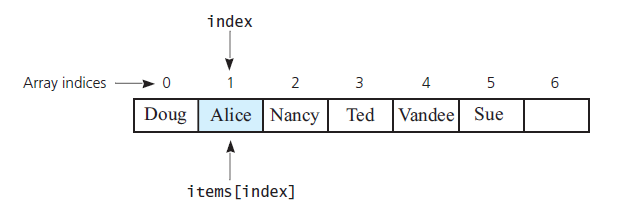 index
Array indices 0 1 2 3 4 5 6
Doug Alice Nancy Ted Vandee Sue
items[index]